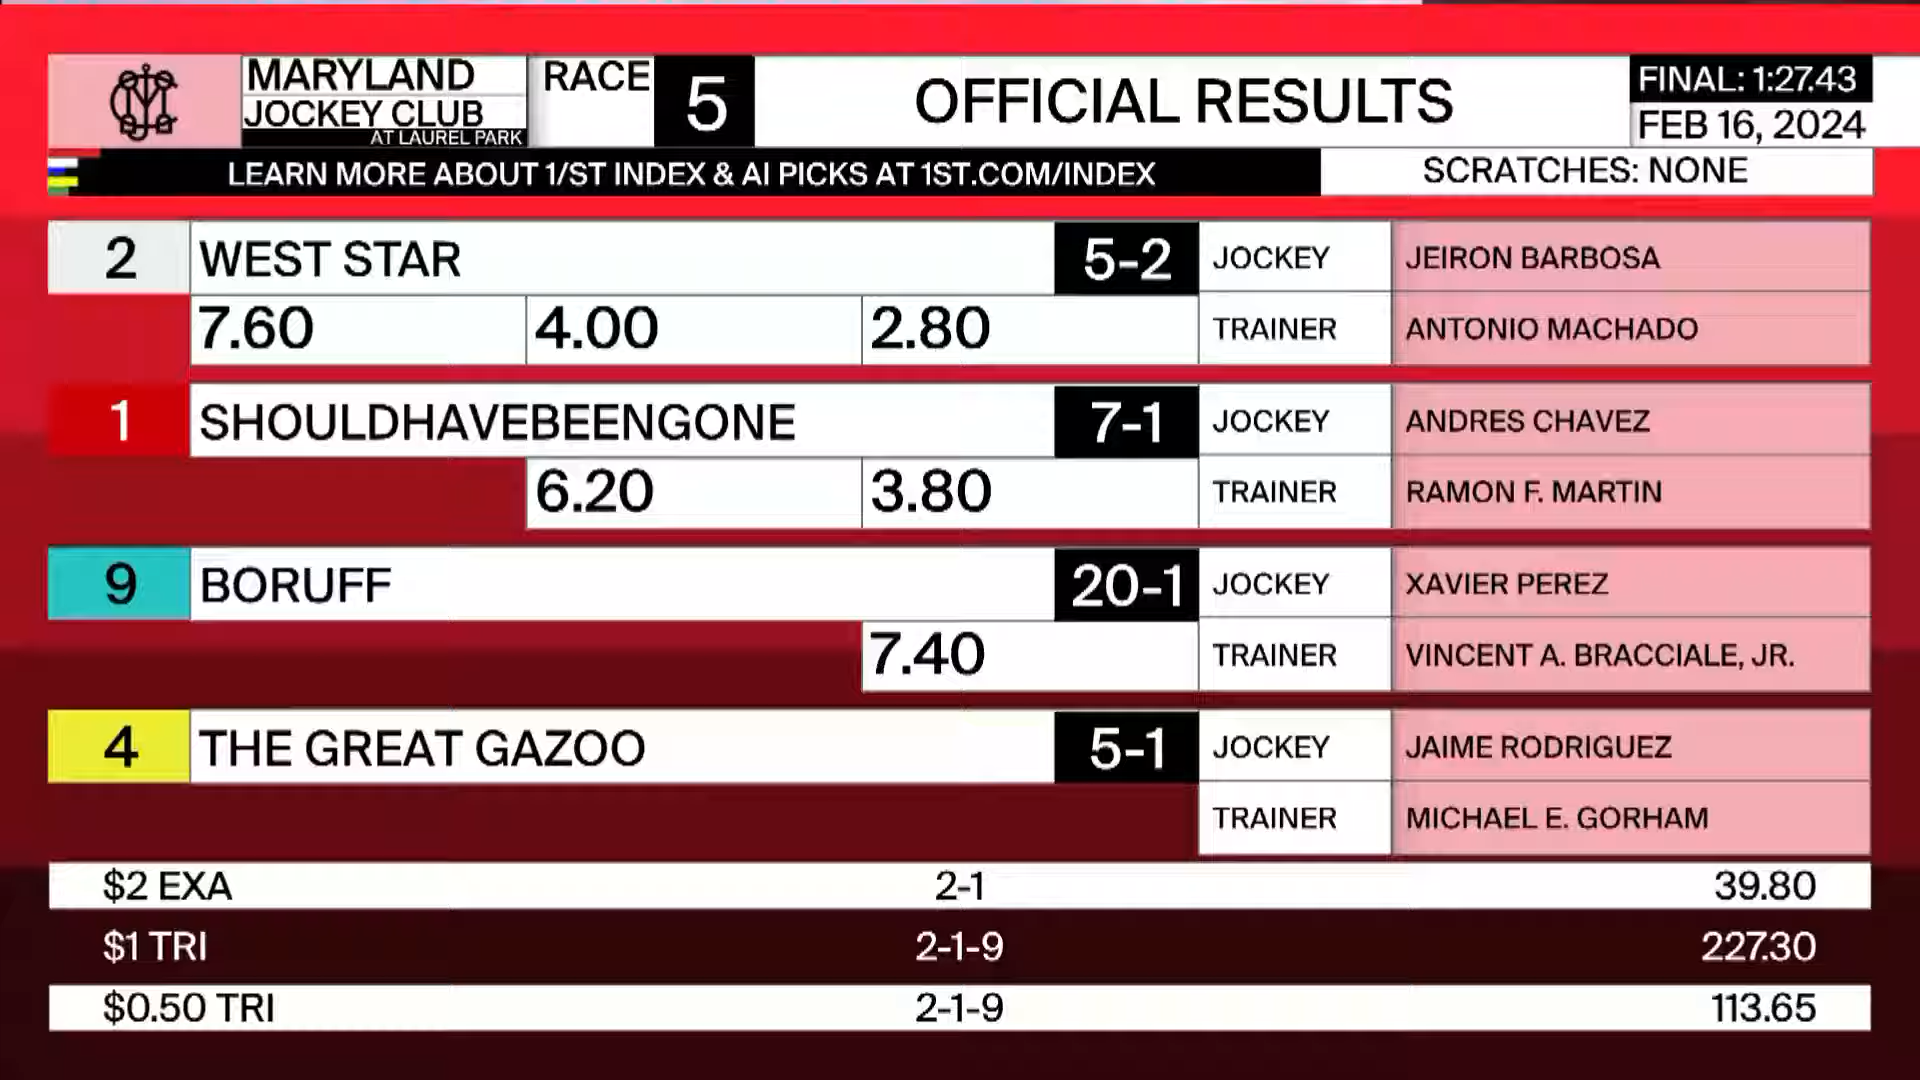 MARYLAND
JOCKEY CLUB
AT LAUREL PARK
RACE 5
OFFICIAL RESULTS
FINAL: 1:27.43
FEB 16, 2024
LEARN MORE ABOUT 1/ST INDEX & AI PICKS AT 1ST.COM/INDEX
SCRATCHES: NONE
2 WEST STAR 5-2 JOCKEY JEIRON BARBOSA
7.60 4.00 2.80 TRAINER ANTONIO MACHADO
1 SHOULDHAVEBEENGONE 7-1 JOCKEY ANDRES CHAVEZ
6.20 3.80 TRAINER RAMON F. MARTIN
9 BORUFF 20-1 JOCKEY XAVIER PEREZ
7.40 TRAINER VINCENT A. BRACCIALE, JR.
4 THE GREAT GAZOO 5-1 JOCKEY JAIME RODRIGUEZ
TRAINER MICHAEL E. GORHAM
$2 EXA 2-1 39.80
$1 TRI 2-1-9 227.30
$0.50 TRI 2-1-9 113.65